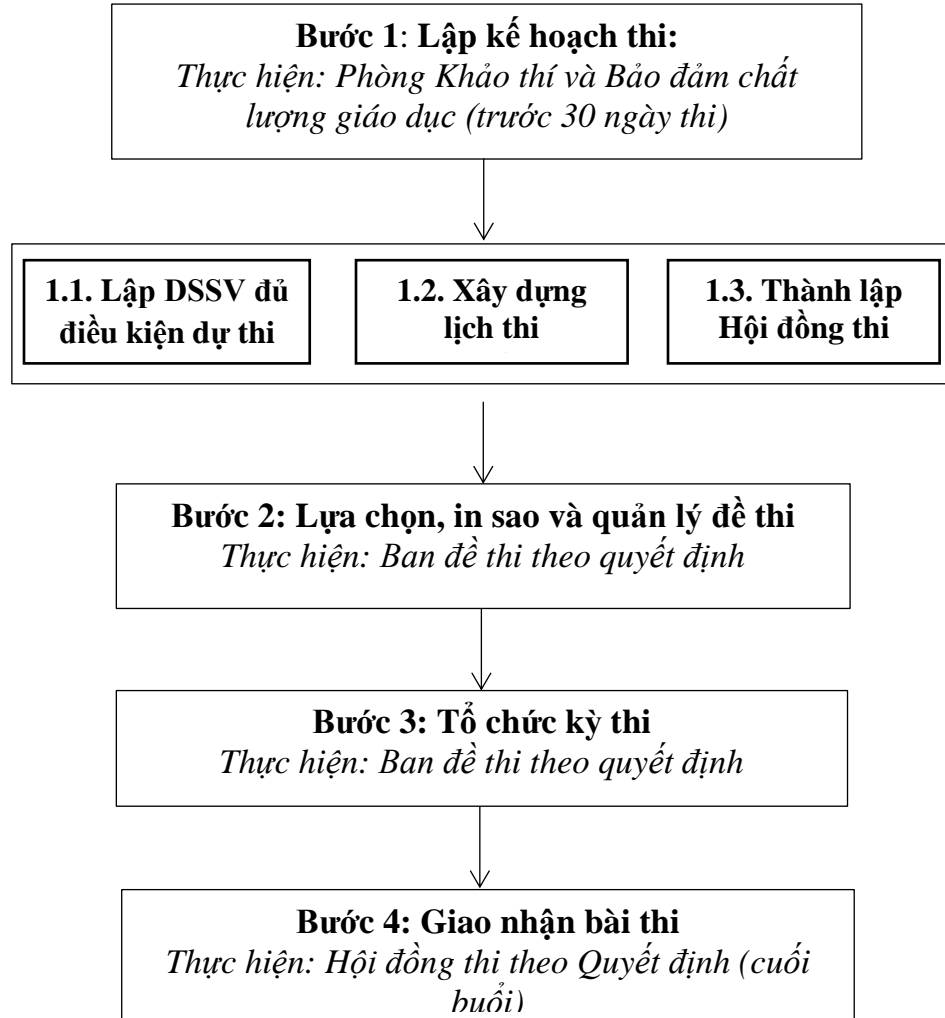 Bước 1: Lập kế hoạch thi:
Thực hiện: Phòng Khảo thí và Bảo đảm chất
lượng giáo dục (trước 30 ngày thi)
1.1. Lập DSSV đủ
điều kiện dự thi
1.2. Xây dựng
lịch thi
1.3. Thành lập
Hội đồng thi
Bước 2: Lựa chọn, in sao và quản lý đề thi
Thực hiện: Ban đề thi theo quyết định
Bước 3: Tổ chức kỳ thi
Thực hiện: Ban đề thi theo quyết định
Bước 4: Giao nhận bài thi
Thực hiện: Hội đồng thi theo Quyết định (cuối
buổi)